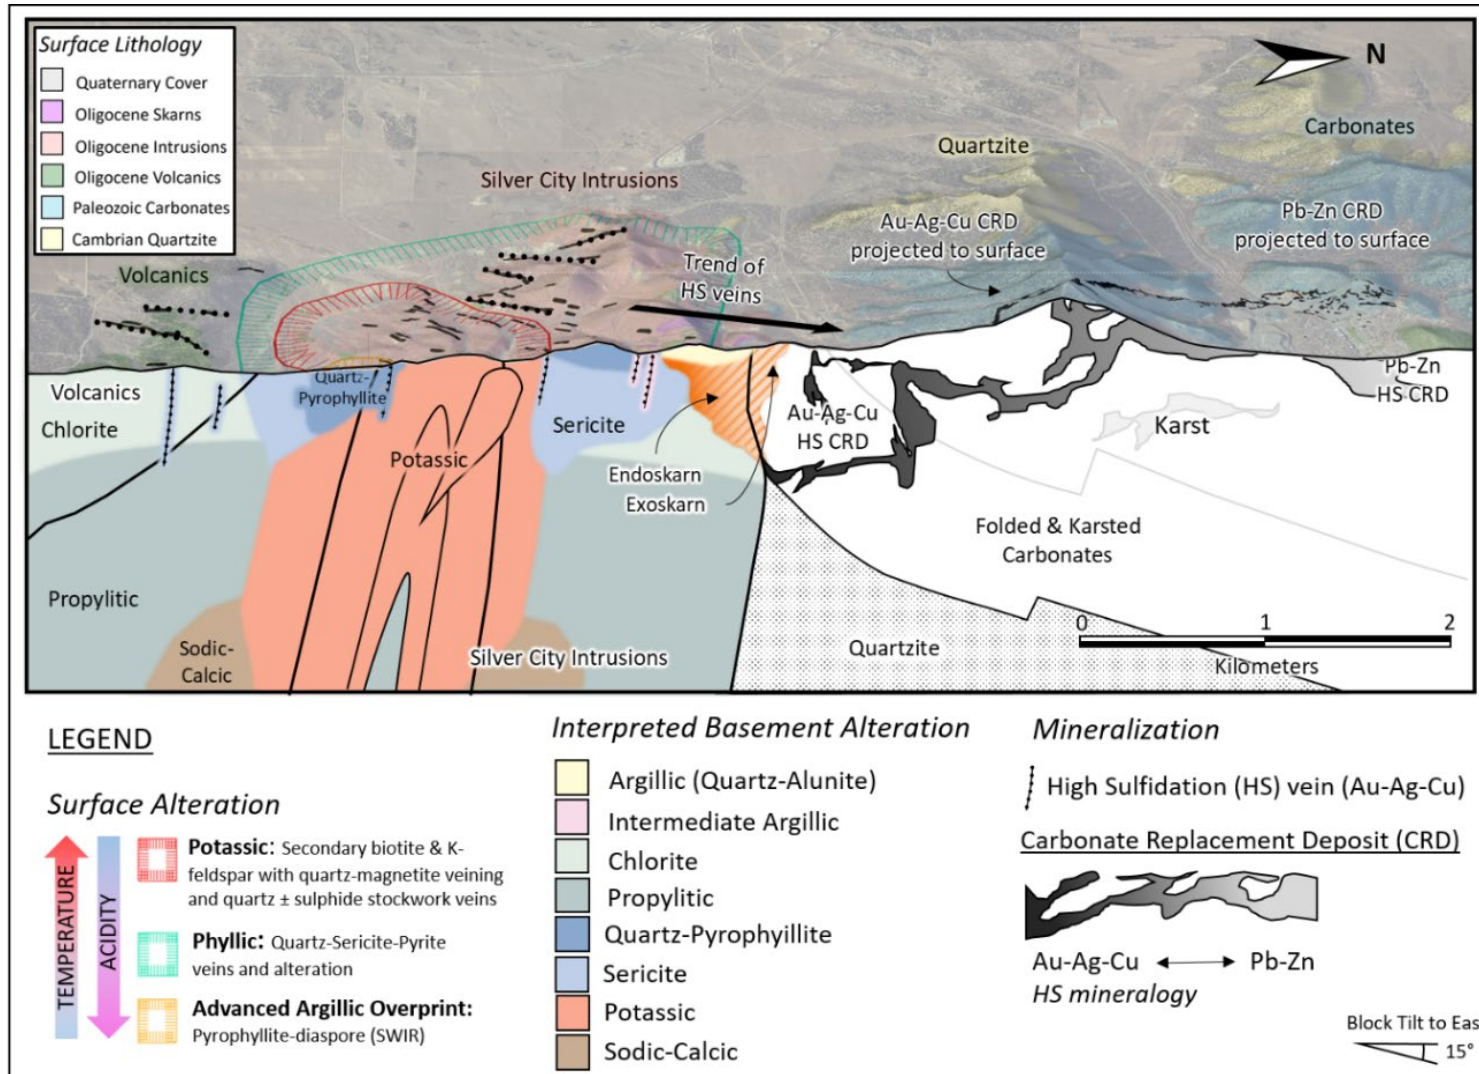 Surface Lithology
Quaternary Cover
Oligocene Skarns
Oligocene Intrusions
Oligocene Volcanics
Paleozoic Carbonates
Cambrian Quartzite
N
Carbonates
Quartzite
Silver City Intrusions
Au-Ag-Cu CRD
projected to surface
Pb-Zn CRD
projected to surface
Volcanics
Trend of
HS veins
Volcanics
Chlorite
Quartz-
Pyrophyllite
Potassic
Sericite
Endoskarn
Exoskarn
Au-Ag-Cu
HS CRD
Pb-Zn
HS CRD
Karst
Folded & Karsted
Carbonates
Propylitic
Sodic-
Calcic
Silver City Intrusions
Quartzite
0 1 2
Kilometers
LEGEND
Surface Alteration
TEMPERATURE
ACIDITY
Potassic: Secondary biotite & K-
feldspar with quartz-magnetite veining
and quartz ± sulphide stockwork veins
Phyllic: Quartz-Sericite-Pyrite
veins and alteration
Advanced Argillic Overprint:
Pyrophyllite-diaspore (SWIR)
Interpreted Basement Alteration
Argillic (Quartz-Alunite)
Intermediate Argillic
Chlorite
Propylitic
Quartz-Pyrophyillite
Sericite
Potassic
Sodic-Calcic
Mineralization
High Sulfidation (HS) vein (Au-Ag-Cu)
Carbonate Replacement Deposit (CRD)
Au-Ag-Cu Pb-Zn
HS mineralogy
Block Tilt to Eas
15°